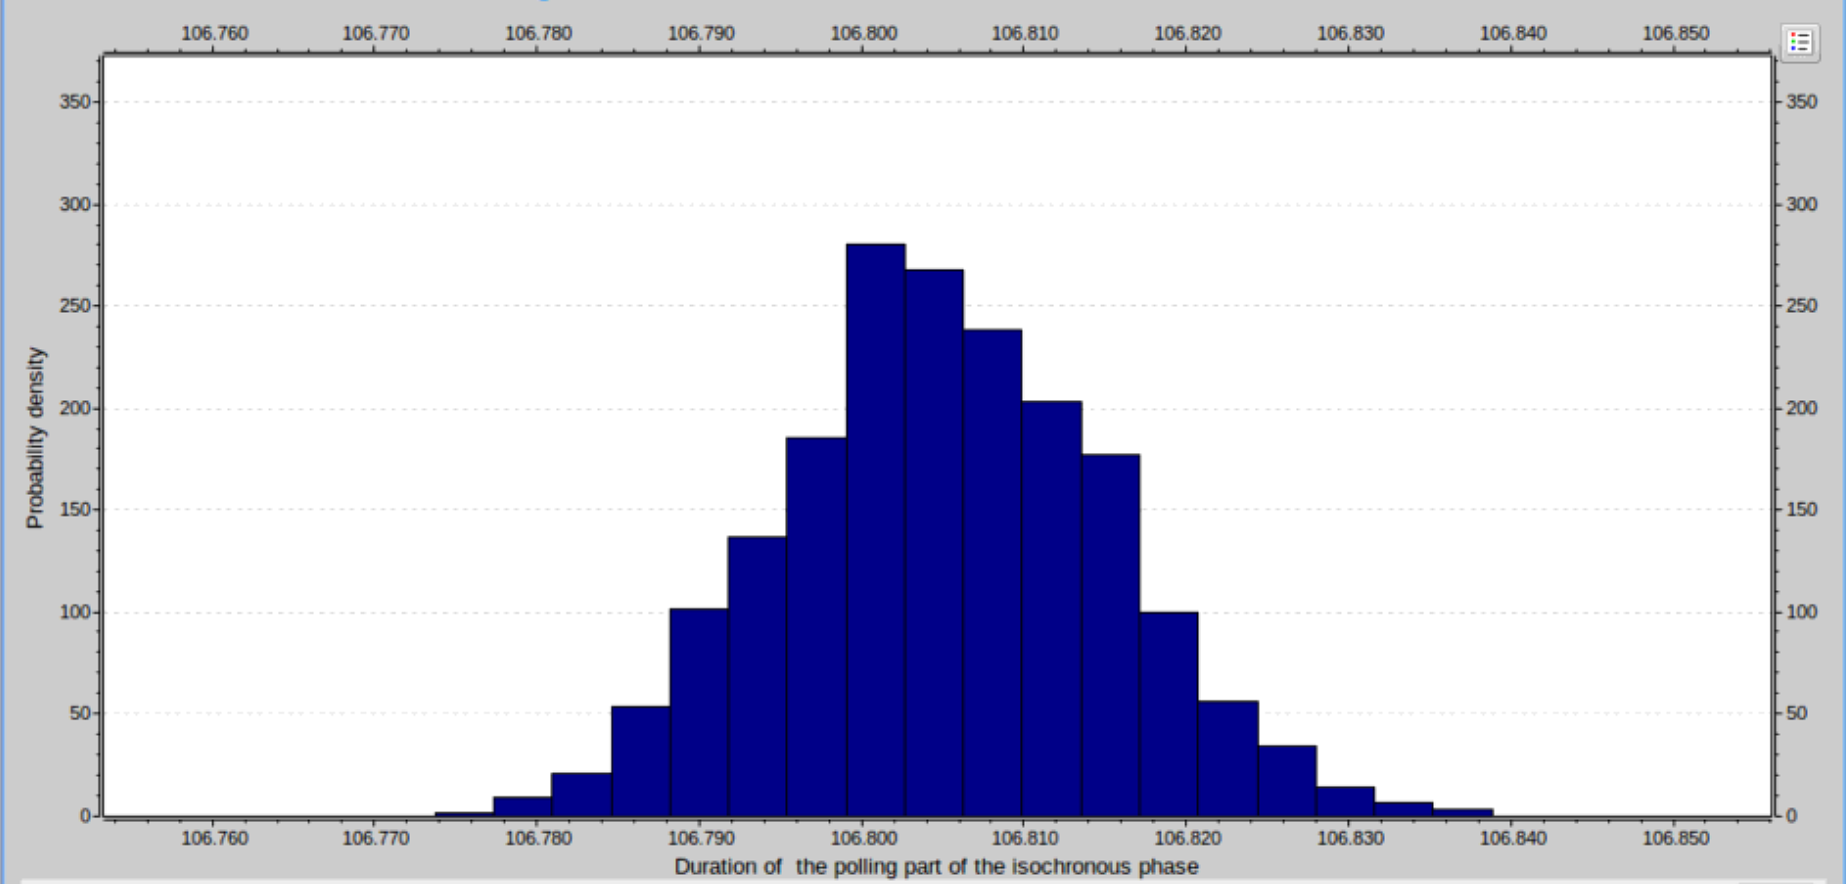 106.760 106.770 106.780 106.790 106.800 106.810 106.820 106.830 106.840 106.850
350 350
300 300
250 250
200 200
150 150
100 100
50 50
0 0
Probability density
106.760 106.770 106.780 106.790 106.800 106.810 106.820 106.830 106.840 106.850
Duration of  the polling part of the isochronous phase